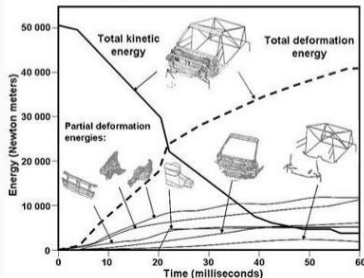 Total kinetic
energy
Total deformation
energy
Partial deformation
energies:
Energy (Newton meters)
50 000
40 000
30 000
20 000
10 000
0
0
10
20
30
40
50
60
Time (milliseconds)